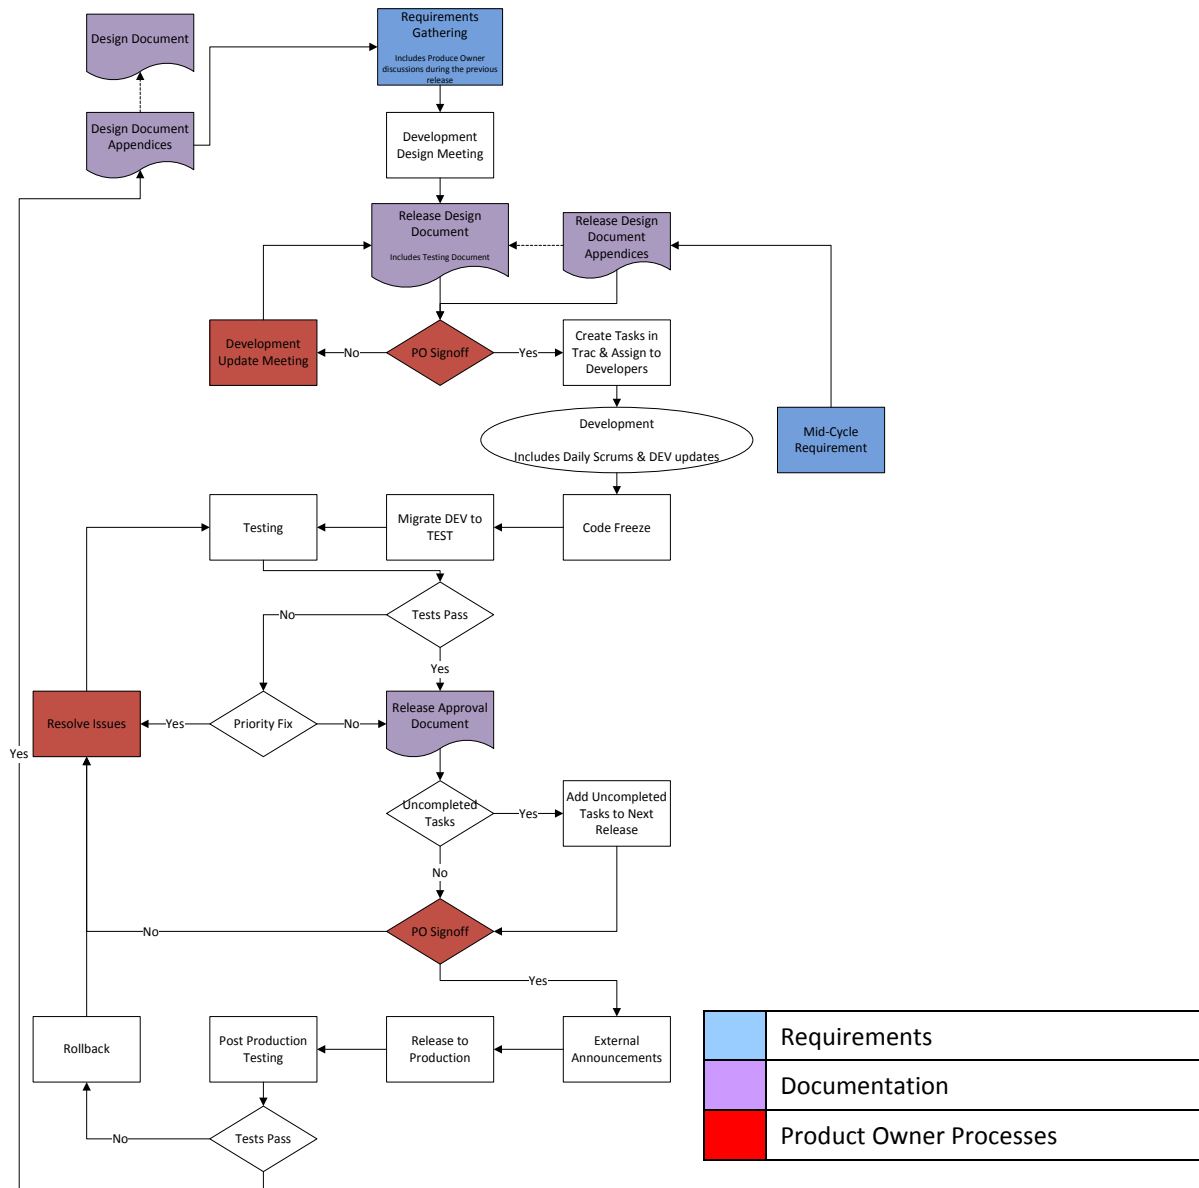 Design Document
Requirements
Gathering
Includes Produce Owner
discussions during the previous
release
Design Document
Appendices
Development
Design Meeting
Release Design
Document
Includes Testing Document
Release Design
Document
Appendices
Development
Update Meeting
No
PO Signoff
Yes
Create Tasks in
Trac & Assign to
Developers
Development
Includes Daily Scrums & DEV updates
Mid-Cycle
Requirement
Testing
Migrate DEV to
TEST
Code Freeze
No
Tests Pass
Yes
Resolve Issues
Yes
Priority Fix
No
Release Approval
Document
Yes
Uncompleted
Tasks
Yes
Add Uncompleted
Tasks to Next
Release
No
No
PO Signoff
Yes
Rollback
Post Production
Testing
Release to
Production
External
Announcements
No
Tests Pass
Requirements
Documentation
Product Owner Processes